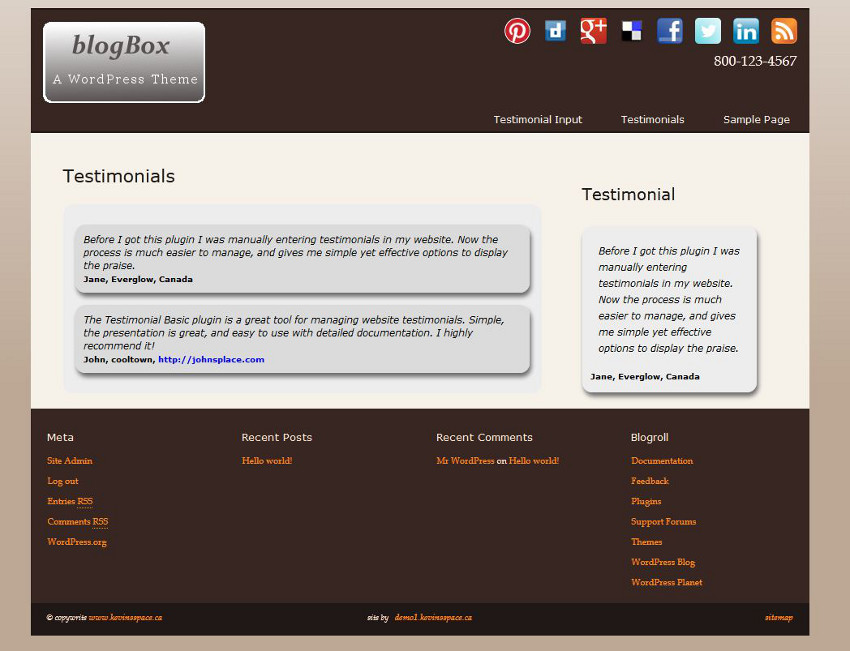 blogBox
A WordPress Theme
800-123-4567
Testimonial Input Testimonials Sample Page
Testimonials
Before I got this plugin I was manually entering testimonials in my website. Now the
process is much easier to manage, and gives me simple yet effective options to display
the praise.
Jane, Everglow, Canada
The Testimonial Basic plugin is a great tool for managing website testimonials. Simple,
the presentation is great, and easy to use with detailed documentation. I highly
recommend it!
John, cooltown, http://johnsplace.com
Testimonial
Before I got this plugin I was
manually entering
testimonials in my website.
Now the process is much
easier to manage, and gives
me simple yet effective
options to display the praise.
Jane, Everglow, Canada
Meta
Site Admin
Log out
Entries RSS
Comments RSS
WordPress.org
Recent Posts
Hello world!
Recent Comments
Mr WordPress on Hello world!
Blogroll
Documentation
Feedback
Plugins
Support Forums
Themes
WordPress Blog
WordPress Planet
© copywrite www.kevinsspace.ca site by demo1.kevinsspace.ca sitemap